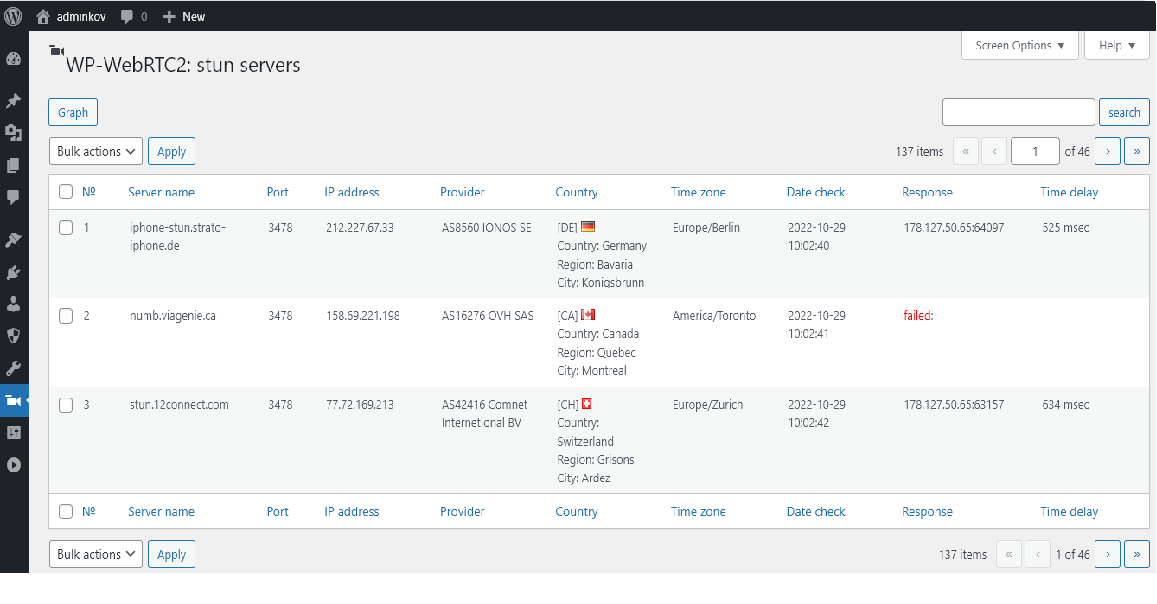 adminkov 0 + New
Screen Options ▼ Help ▼
WP-WebRTC2: stun servers
Graph search
Bulk actions Apply 137 items « ‹ 1 of 46 › »
№ Server name Port IP address Provider Country Time zone Date check Response Time delay
1 iphone-stun.strato- 3478 212.227.67.33 AS8560 IONOS SE [DE] Europe/Berlin 2022-10-29 178.127.50.65:64097 525 msec
iphone.de Country: Germany 10:02:40
Region: Bavaria
City: Konigsbrunn
2 numb.viagenie.ca 3478 158.69.221.198 AS16276 OVH SAS [CA] America/Toronto 2022-10-29 failed:
Country: Canada 10:02:41
Region: Quebec
City: Montreal
3 stun.12connect.com 3478 77.72.169.213 AS42416 Comnet [CH] Europe/Zurich 2022-10-29 178.127.50.65:63157 634 msec
Internetional BV Country: 10:02:42
Switzerland
Region: Grisons
City: Ardez
№ Server name Port IP address Provider Country Time zone Date check Response Time delay
Bulk actions Apply 137 items « ‹ 1 of 46 › »